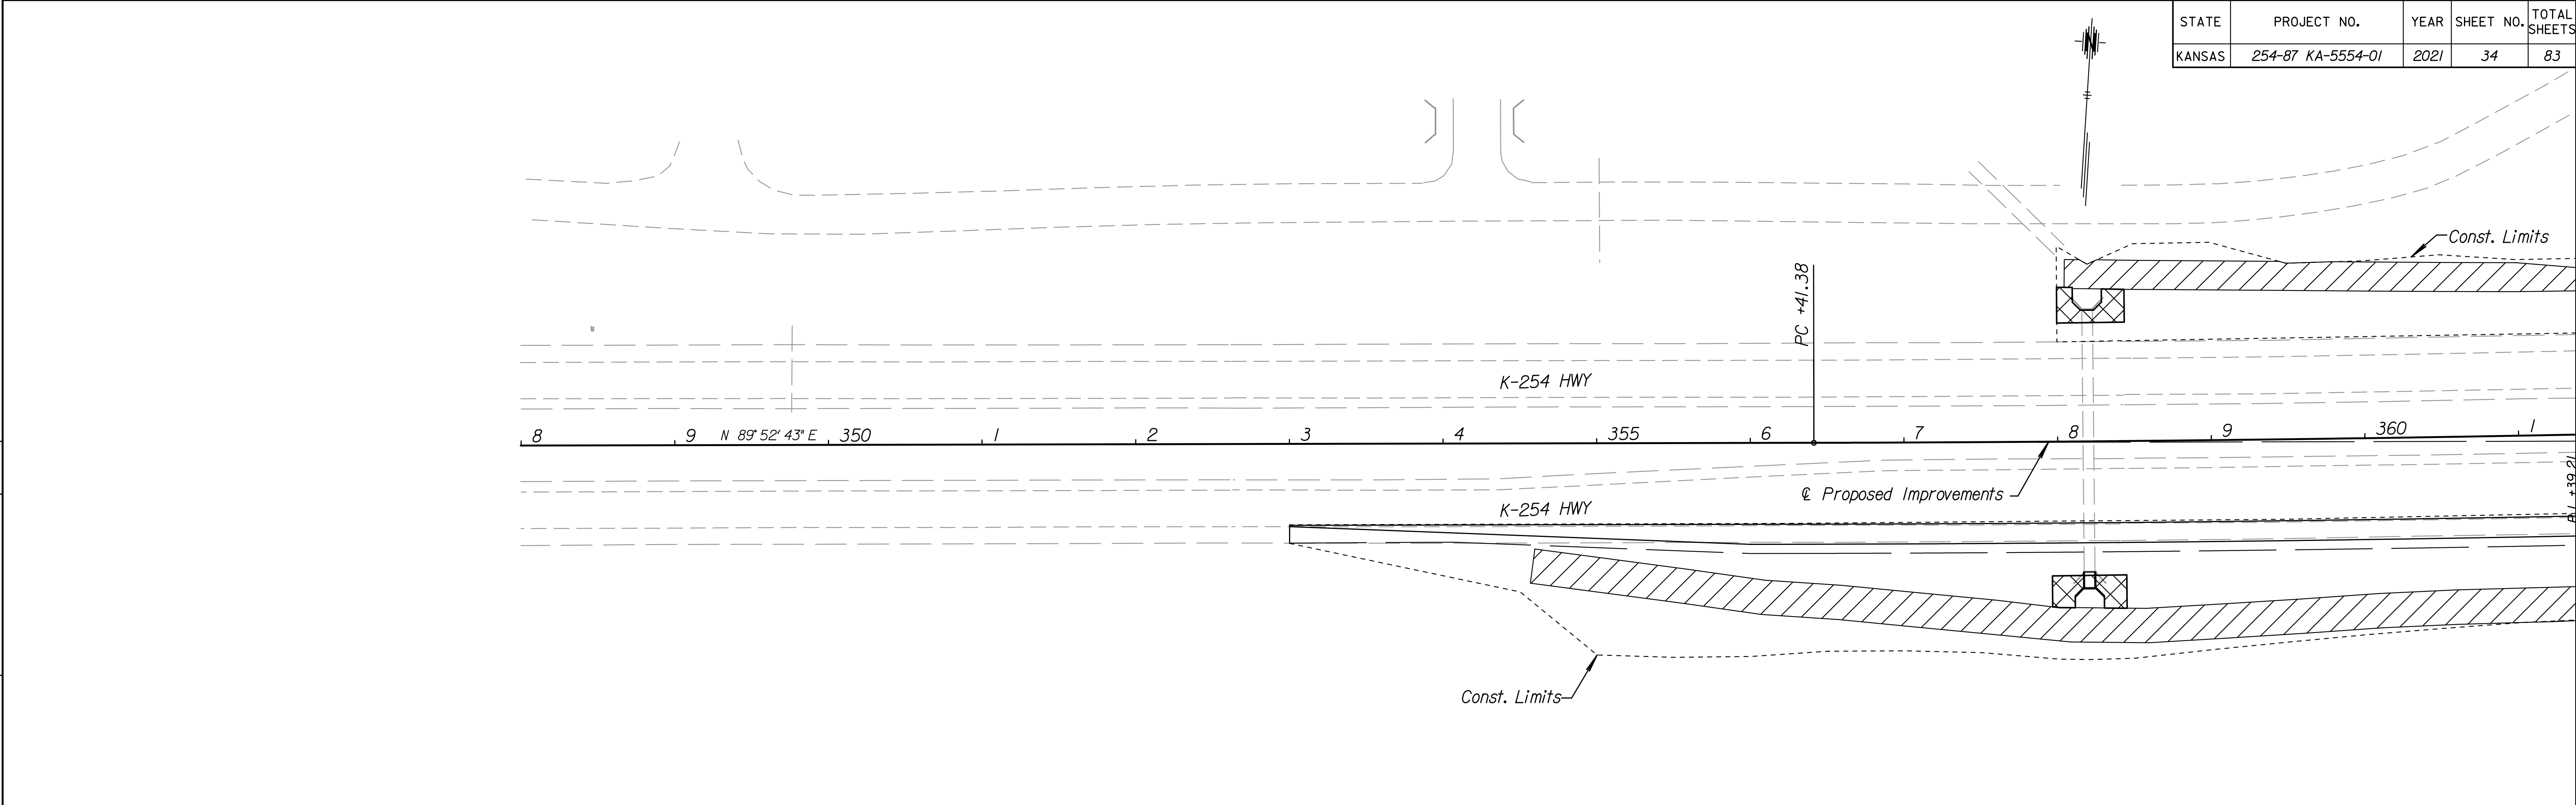 STATE PROJECT NO. YEAR SHEET NO. TOTAL SHEETS
KANSAS 254-87 KA-5554-01 2021 34 83
N
Const. Limits
PC +41.38
K-254 HWY
8 9 N 89°52'43" E 350 1 2 3 4 355 6 7 8 9 360 1
P.I. +39.21
℄ Proposed Improvements
K-254 HWY
Const. Limits